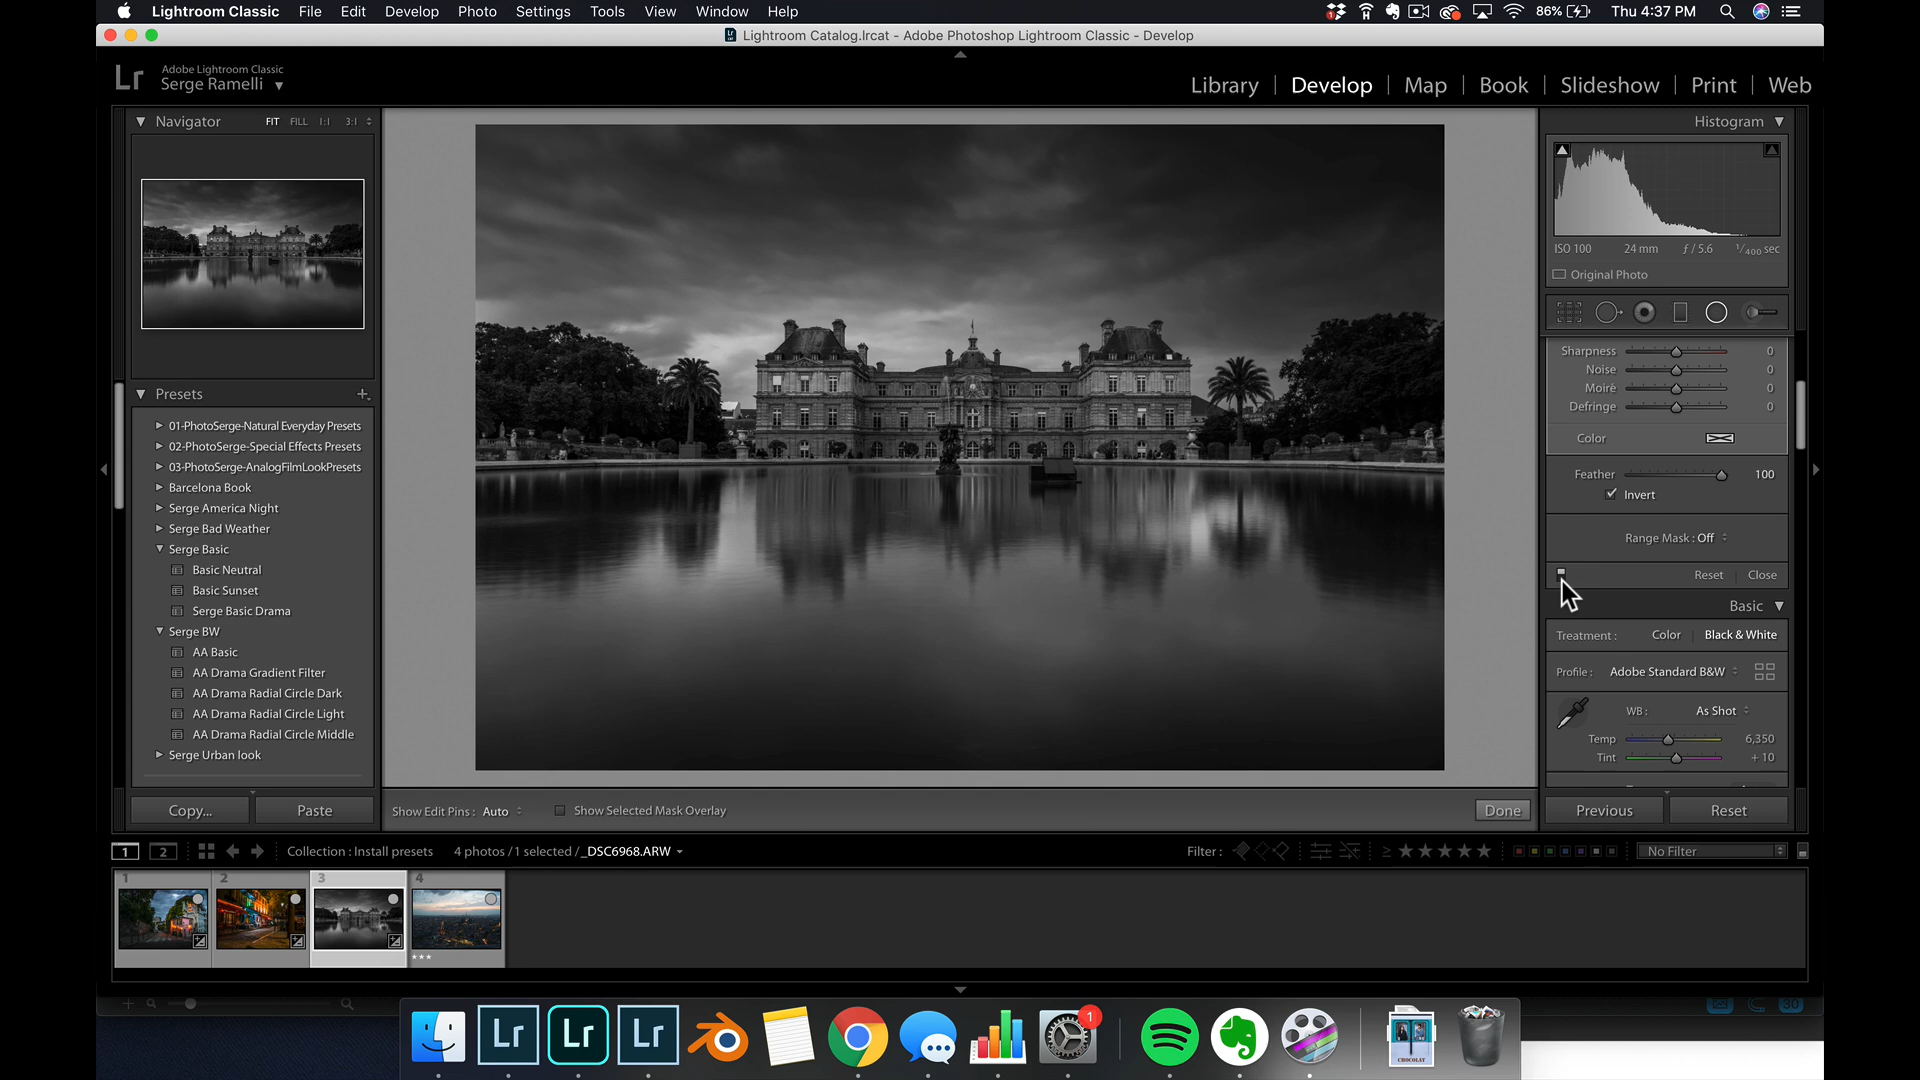 Lightroom Classic File Edit Develop Photo Settings Tools View Window Help 86% Thu 4:37 PM
Lightroom Catalog.lrcat - Adobe Photoshop Lightroom Classic - Develop
Lr Adobe Lightroom Classic
Serge Ramelli
Library | Develop | Map | Book | Slideshow | Print | Web
Navigator FIT FILL 1:1 3:1
Presets
01-PhotoSerge-Natural Everyday Presets
02-PhotoSerge-Special Effects Presets
03-PhotoSerge-AnalogFilmLookPresets
Barcelona Book
Serge America Night
Serge Bad Weather
Serge Basic
Basic Neutral
Basic Sunset
Serge Basic Drama
Serge BW
AA Basic
AA Drama Gradient Filter
AA Drama Radial Circle Dark
AA Drama Radial Circle Light
AA Drama Radial Circle Middle
Serge Urban look
Copy... Paste
Show Edit Pins : Auto Show Selected Mask Overlay Done
Histogram
ISO 100 24 mm ƒ / 5.6 1/400 sec
Original Photo
Sharpness 0
Noise 0
Moiré 0
Defringe 0
Color
Feather 100
Invert
Range Mask : Off
Reset Close
Basic
Treatment : Color Black & White
Profile : Adobe Standard B&W
WB : As Shot
Temp 6,350
Tint + 10
Previous Reset
1 2 Collection : Install presets 4 photos / 1 selected / _DSC6968.ARW Filter : ≥ No Filter
1 2 3 4
30
Lr Lr Lr 1
CHOCOLAT